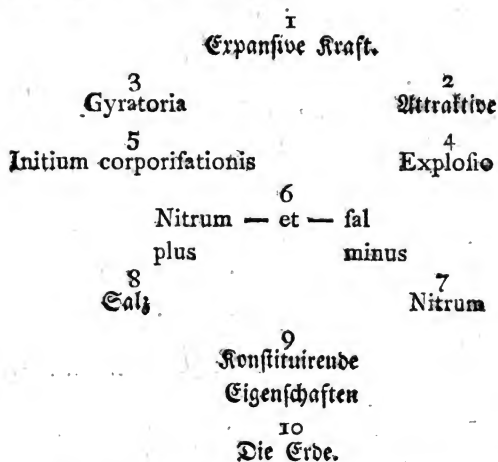 1
Expanſive Kraft.
3 2
Gyratoria Attraktive
5 4
Initium corporiſationis Exploſio
6
Nitrum — et — ſal
plus minus
8 7
Salz Nitrum
9
Konſtituirende
Eigenſchaften
10
Die Erde.